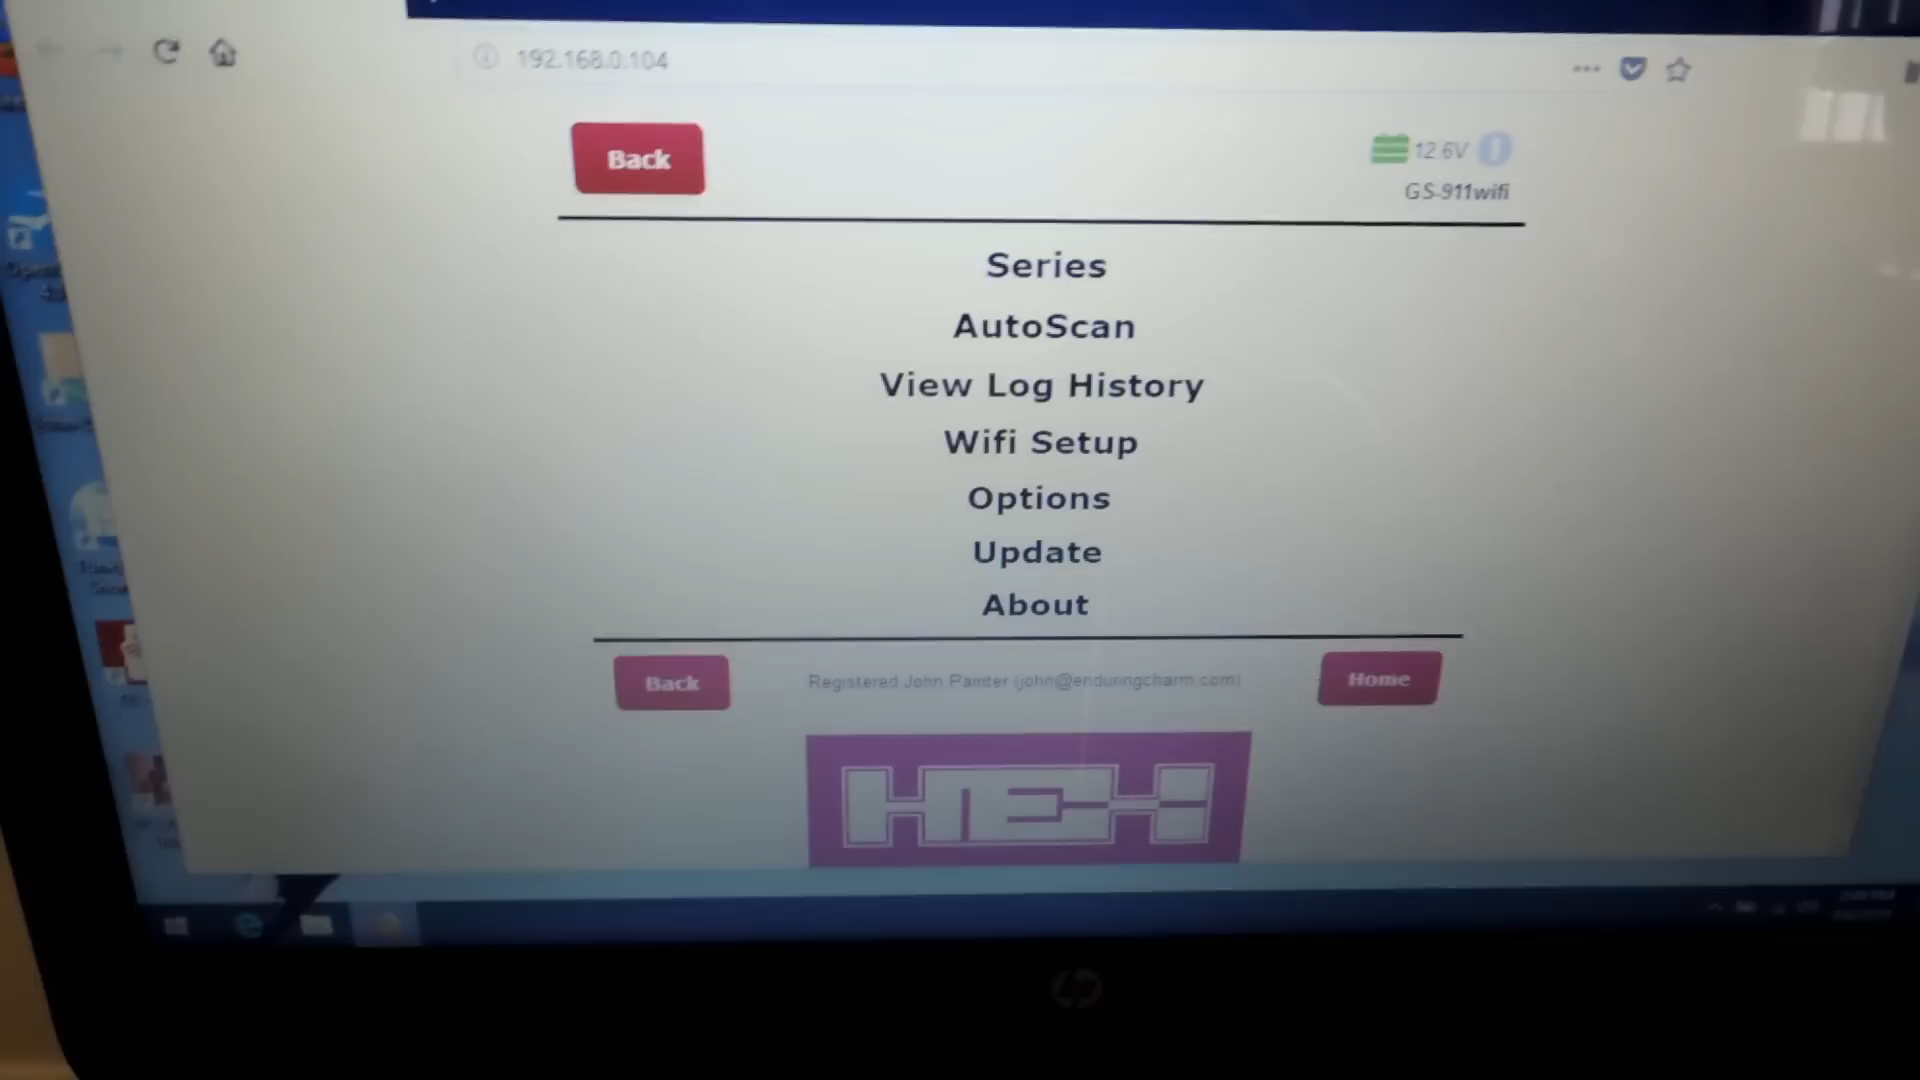 192.168.0.104
Back
12.6V
GS-911wifi
Series
AutoScan
View Log History
Wifi Setup
Options
Update
About
Back
Registered John Painter (john@enduringcharm.com)
Home
HEX
hp